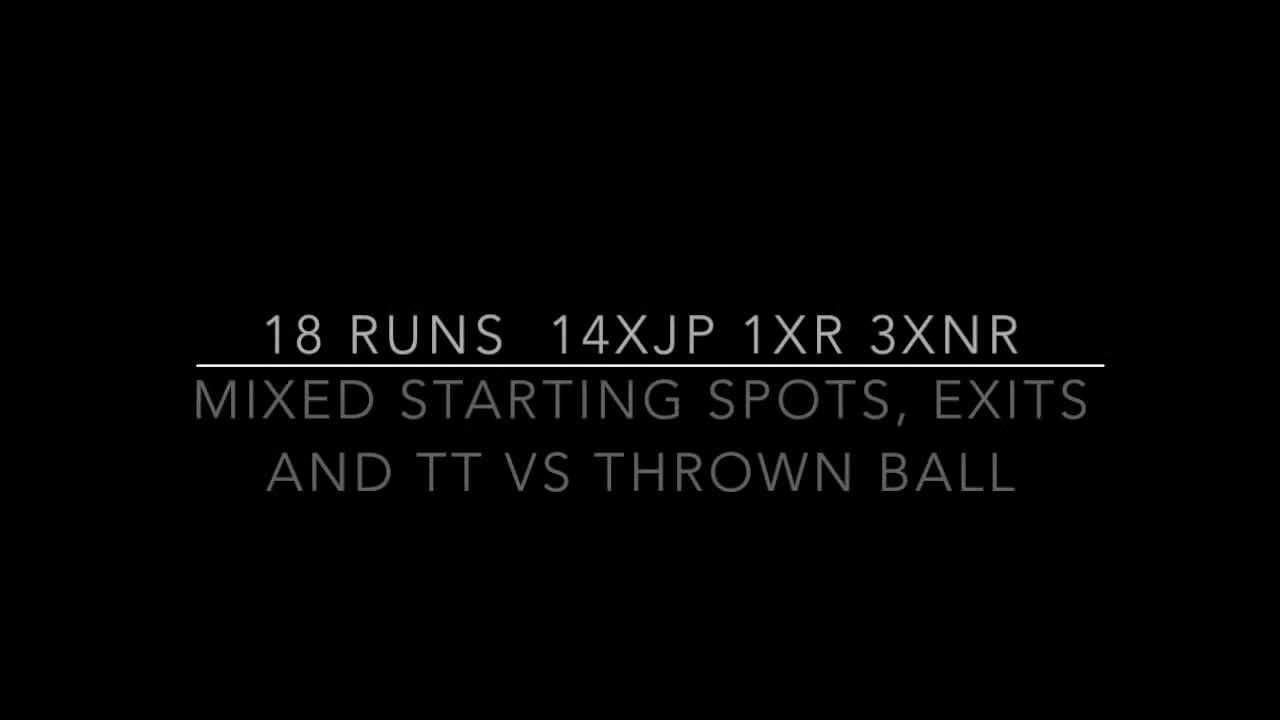 18 RUNS  14XJP 1XR 3XNR
MIXED STARTING SPOTS, EXITS
AND TT VS THROWN BALL